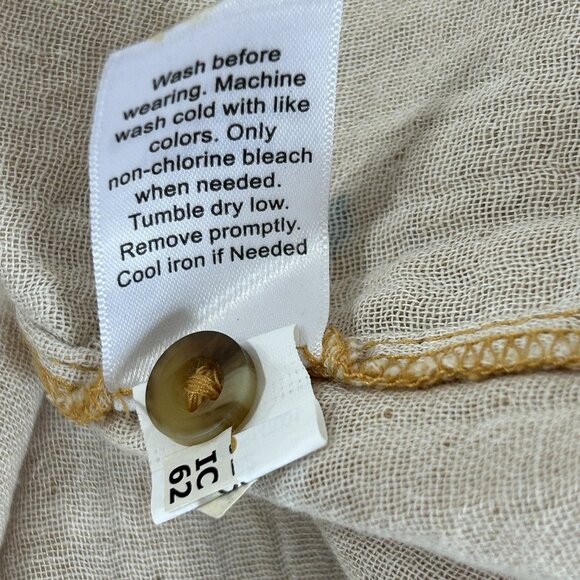 Wash before
wearing. Machine
wash cold with like
colors. Only
non-chlorine bleach
when needed.
Tumble dry low.
Remove promptly.
Cool iron if Needed
IC
62